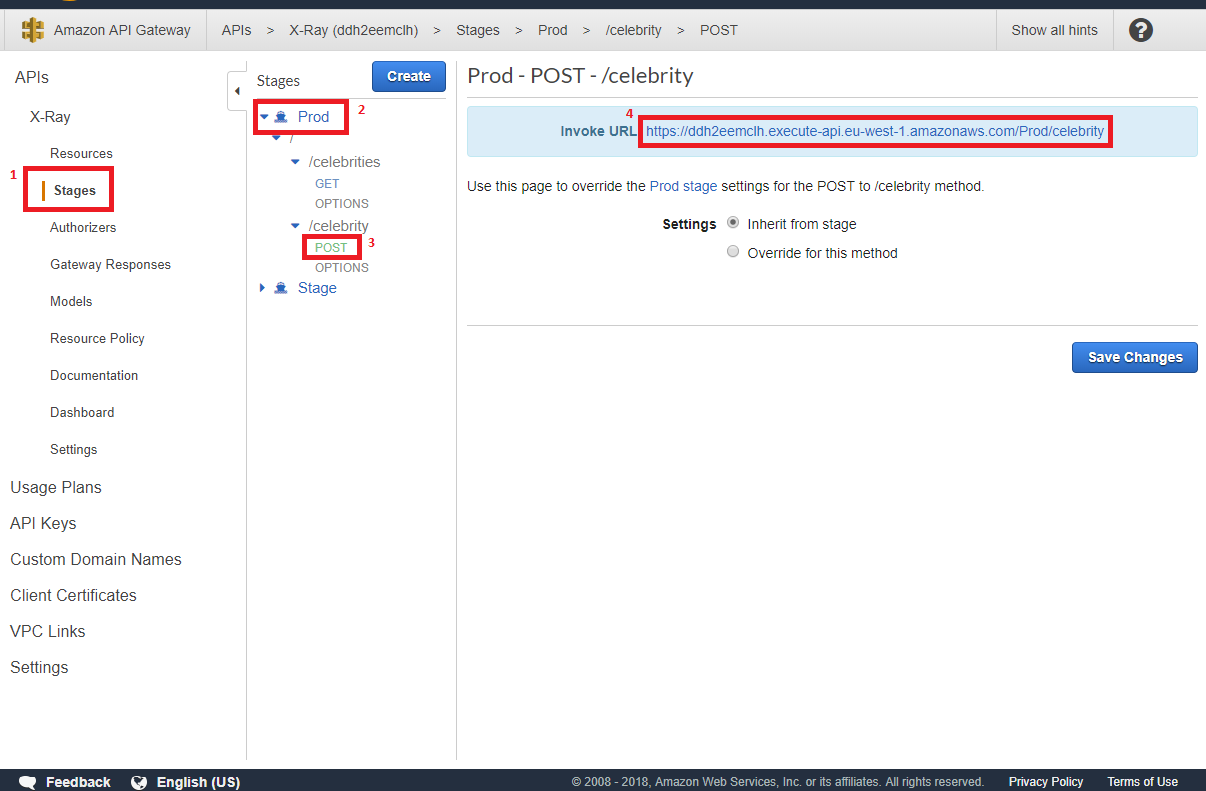 Amazon API Gateway
APIs > X-Ray (ddh2eemclh) > Stages > Prod > /celebrity > POST
Show all hints
?
APIs
X-Ray
Resources
1
Stages
Authorizers
Gateway Responses
Models
Resource Policy
Documentation
Dashboard
Settings
Usage Plans
API Keys
Custom Domain Names
Client Certificates
VPC Links
Settings
Stages
Create
Prod 2
/
/celebrities
GET
OPTIONS
/celebrity
POST 3
OPTIONS
Stage
Prod - POST - /celebrity
4
Invoke URL https://ddh2eemclh.execute-api.eu-west-1.amazonaws.com/Prod/celebrity
Use this page to override the Prod stage settings for the POST to /celebrity method.
Settings Inherit from stage
Override for this method
Save Changes
Feedback English (US) © 2008 - 2018, Amazon Web Services, Inc. or its affiliates. All rights reserved. Privacy Policy Terms of Use